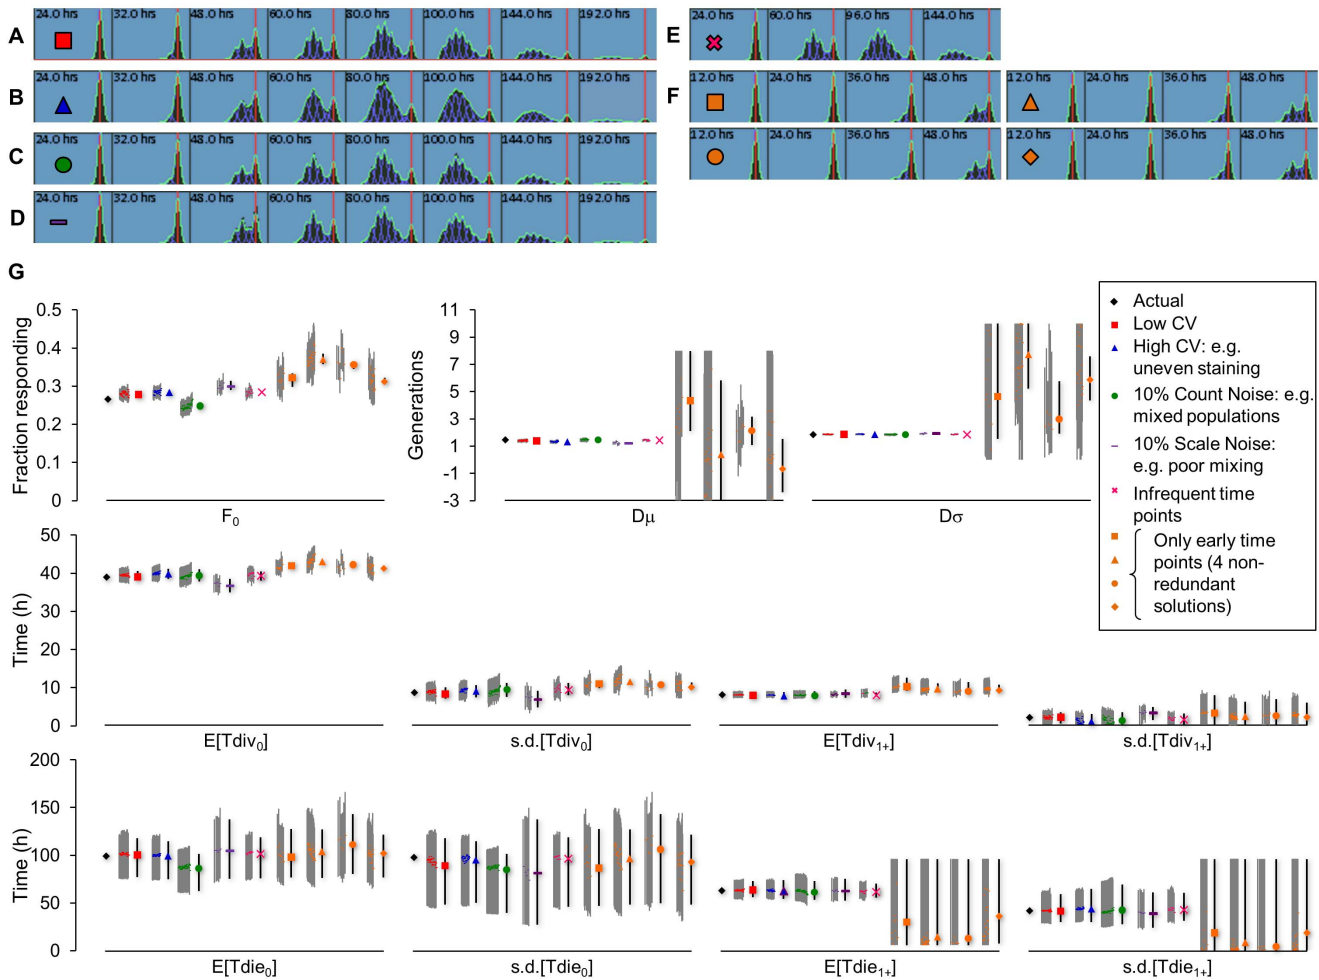 A
24.0 hrs 32.0 hrs 48.0 hrs 60.0 hrs 80.0 hrs 100.0 hrs 144.0 hrs 192.0 hrs
B
24.0 hrs 32.0 hrs 48.0 hrs 60.0 hrs 80.0 hrs 100.0 hrs 144.0 hrs 192.0 hrs
C
24.0 hrs 32.0 hrs 48.0 hrs 60.0 hrs 80.0 hrs 100.0 hrs 144.0 hrs 192.0 hrs
D
24.0 hrs 32.0 hrs 48.0 hrs 60.0 hrs 80.0 hrs 100.0 hrs 144.0 hrs 192.0 hrs
E
24.0 hrs 60.0 hrs 96.0 hrs 144.0 hrs
F
12.0 hrs 24.0 hrs 36.0 hrs 48.0 hrs
12.0 hrs 24.0 hrs 36.0 hrs 48.0 hrs
12.0 hrs 24.0 hrs 36.0 hrs 48.0 hrs
12.0 hrs 24.0 hrs 36.0 hrs 48.0 hrs
G
Fraction responding
0.5
0.4
0.3
0.2
0.1
0
F0
Generations
11
9
7
5
3
1
-1
-3
Dμ
Dσ
Actual
Low CV
High CV: e.g.
uneven staining
10% Count Noise: e.g.
mixed populations
10% Scale Noise:
e.g. poor mixing
Infrequent time
points
Only early time
points (4 non-
redundant
solutions)
Time (h)
50
40
30
20
10
0
E[Tdiv0]
s.d.[Tdiv0]
E[Tdiv1+]
s.d.[Tdiv1+]
Time (h)
200
150
100
50
0
E[Tdie0]
s.d.[Tdie0]
E[Tdie1+]
s.d.[Tdie1+]